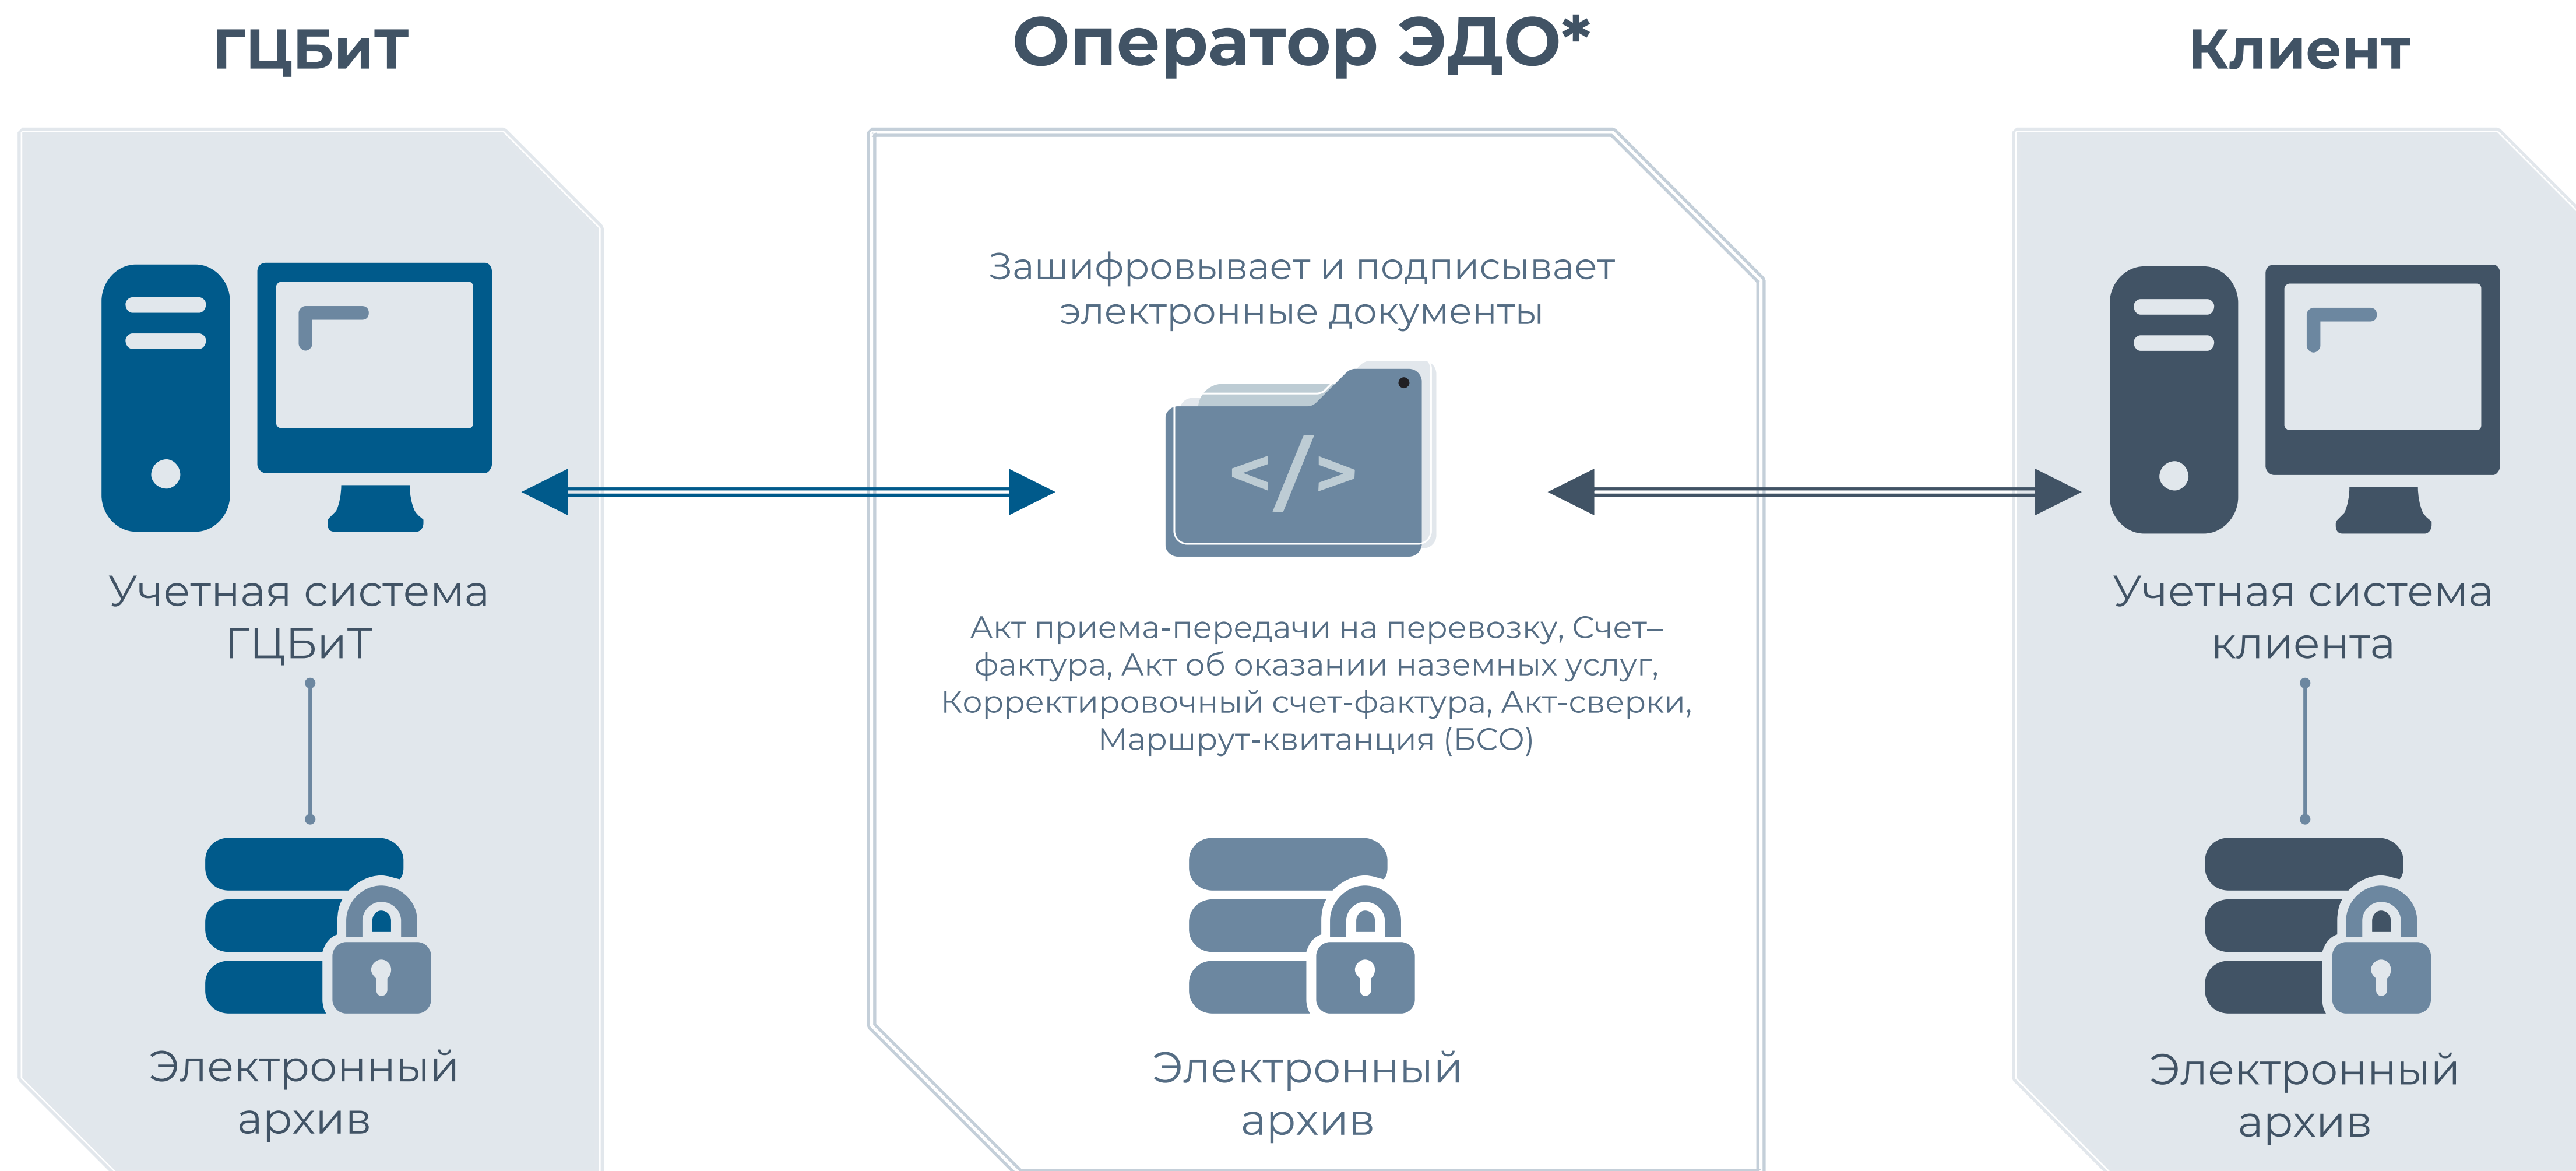 ГЦБиТ
Оператор ЭДО*
Клиент
Зашифровывает и подписывает
электронные документы
</>
Учетная система
ГЦБиТ
Акт приема-передачи на перевозку, Счет–
фактура, Акт об оказании наземных услуг,
Корректировочный счет-фактура, Акт-сверки,
Маршрут-квитанция (БСО)
Учетная система
клиента
Электронный
архив
Электронный
архив
Электронный
архив